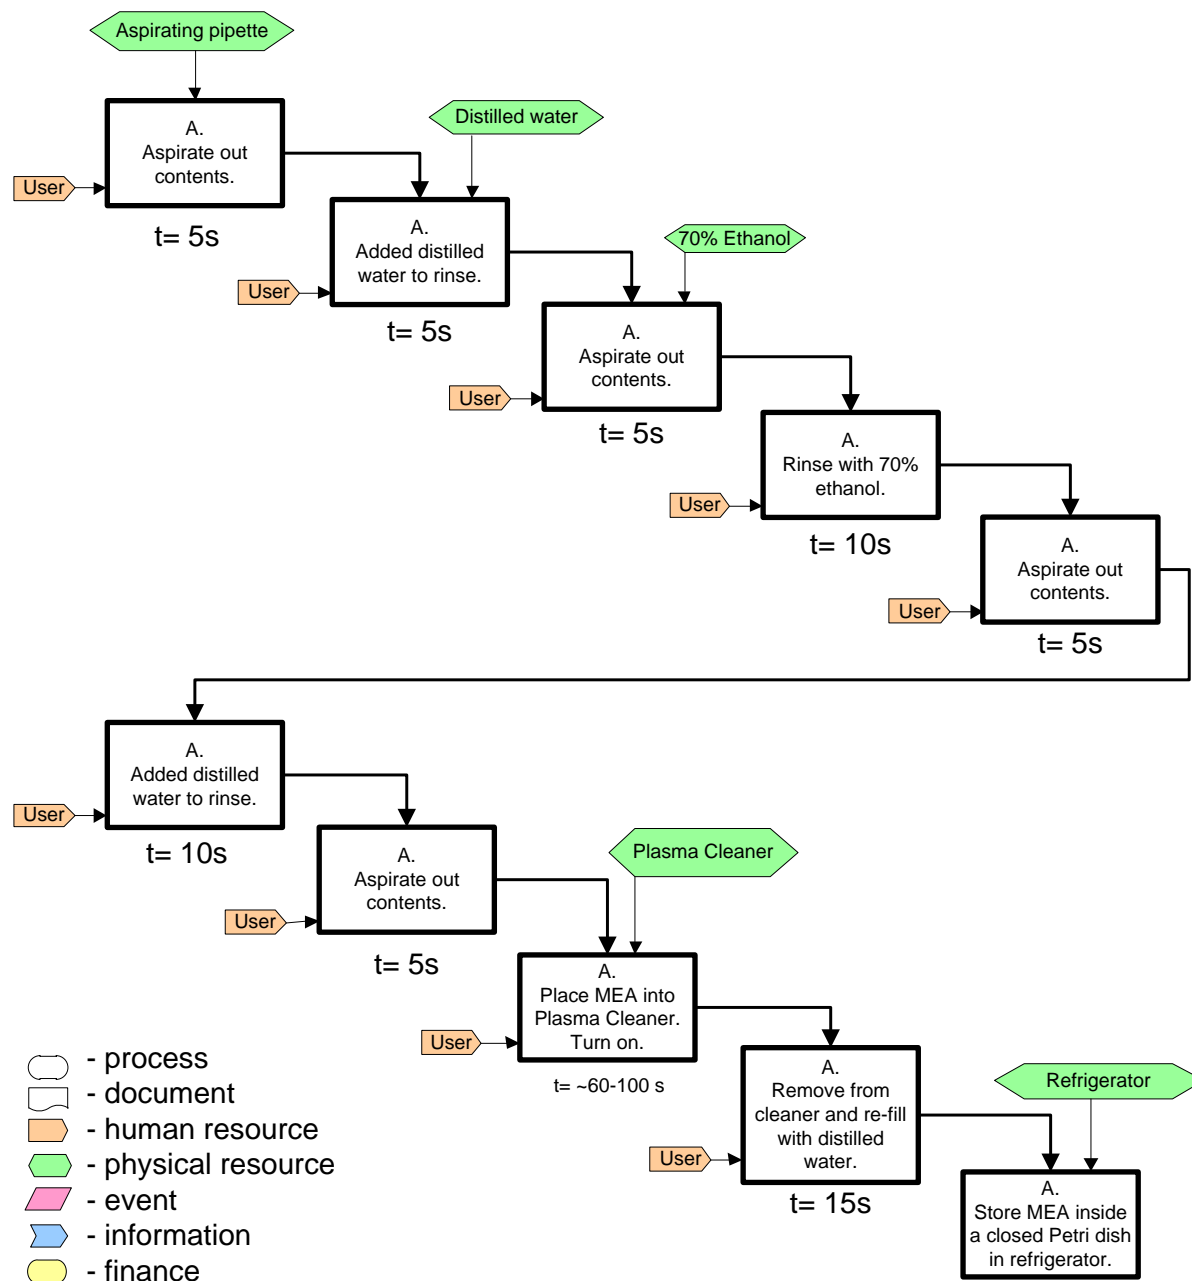 Aspirating pipette
A.
Aspirate out
contents.
User
t= 5s
Distilled water
A.
Added distilled
water to rinse.
User
t= 5s
70% Ethanol
A.
Aspirate out
contents.
User
t= 5s
A.
Rinse with 70%
ethanol.
User
t= 10s
A.
Aspirate out
contents.
User
t= 5s
A.
Added distilled
water to rinse.
User
t= 10s
A.
Aspirate out
contents.
User
t= 5s
Plasma Cleaner
A.
Place MEA into
Plasma Cleaner.
Turn on.
User
t= ~60-100 s
A.
Remove from
cleaner and re-fill
with distilled
water.
User
t= 15s
Refrigerator
A.
Store MEA inside
a closed Petri dish
in refrigerator.
- process
- document
- human resource
- physical resource
- event
- information
- finance